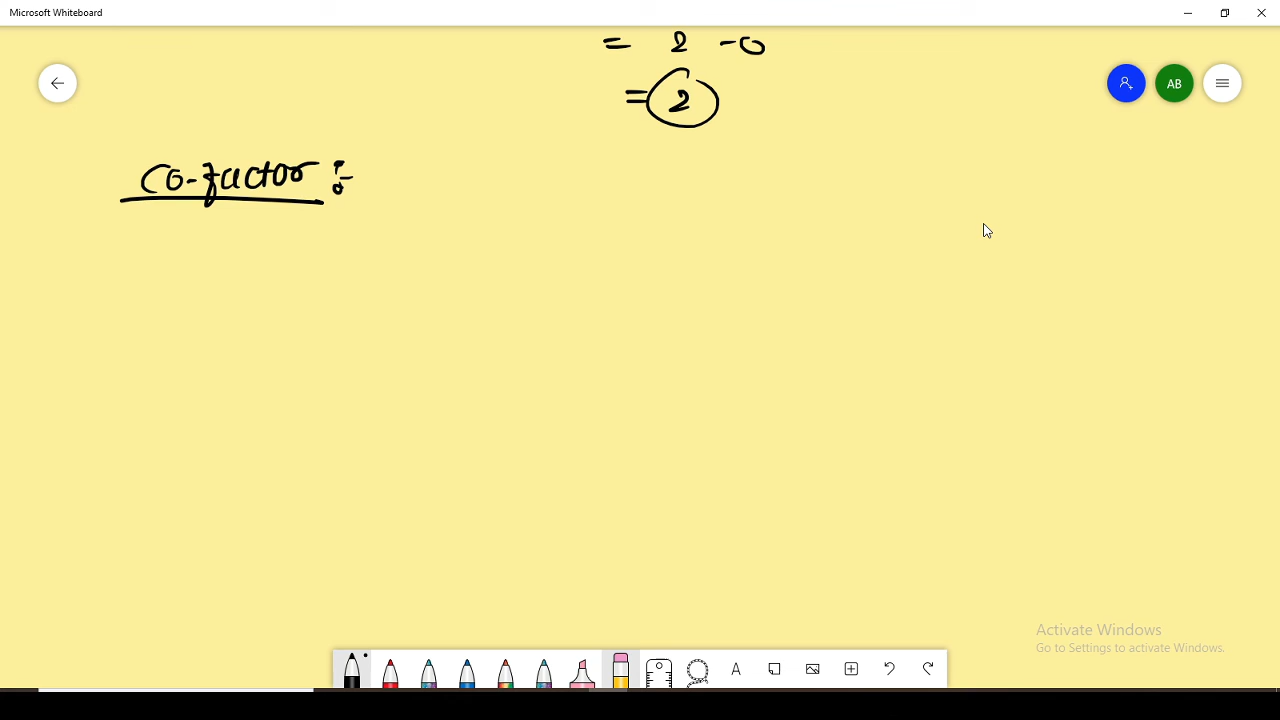 Microsoft Whiteboard
= 2 -0
= 2
AB
Co-factor :-
Activate Windows
Go to Settings to activate Windows.
A